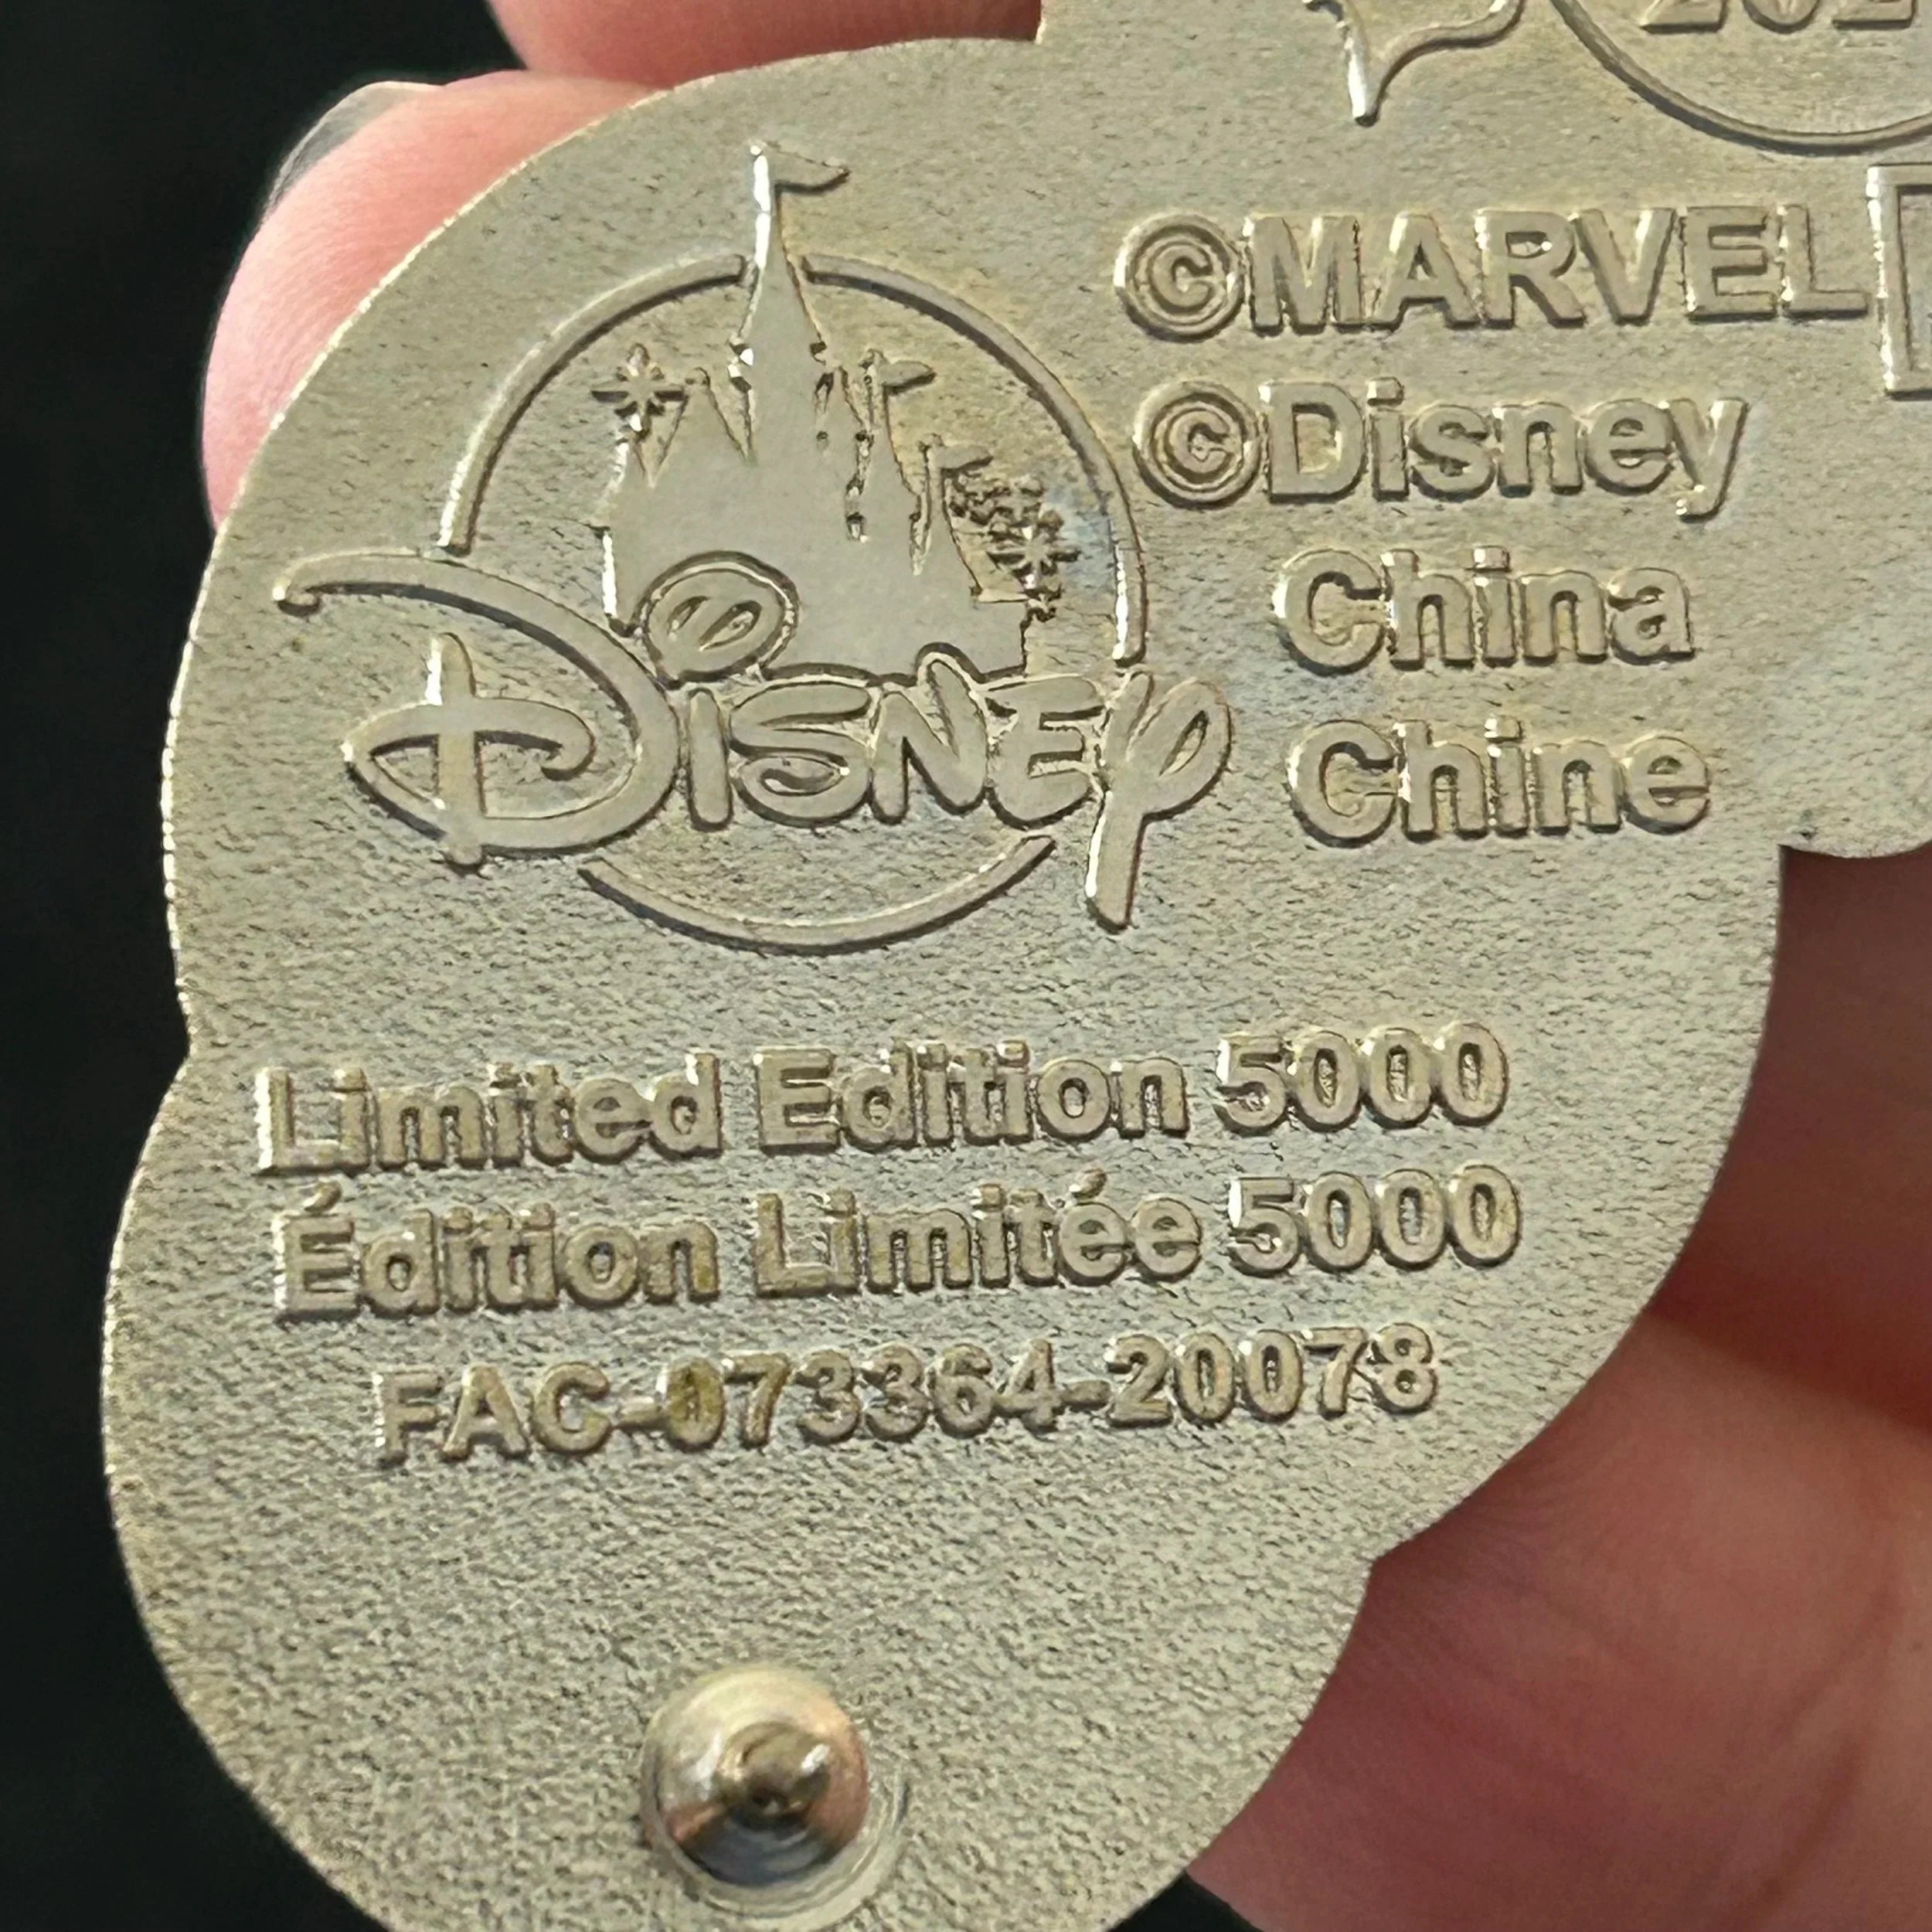 ©MARVEL
©Disney
China
Chine
Disney
Limited Edition 5000
Édition Limitée 5000
FAC-073364-20078